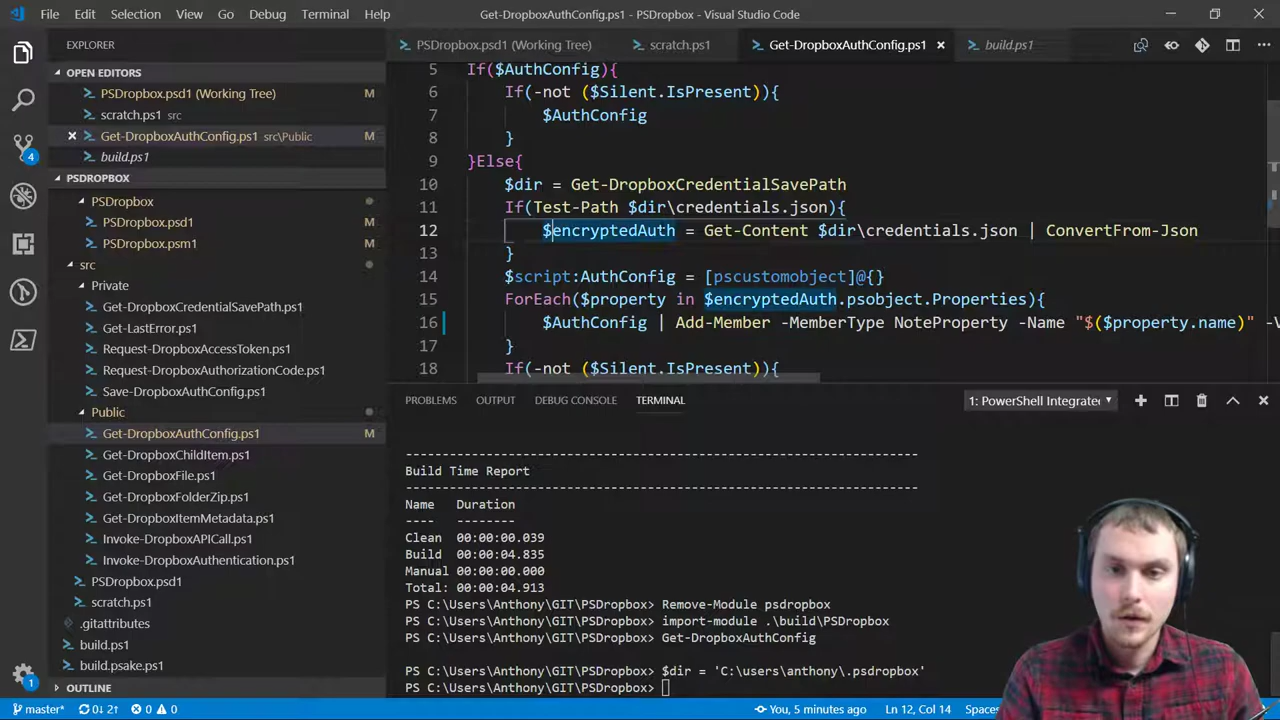 File Edit Selection View Go Debug Terminal Help Get-DropboxAuthConfig.ps1 - PSDropbox - Visual Studio Code
EXPLORER
OPEN EDITORS
PSDropbox.psd1 (Working Tree) M
scratch.ps1 src
Get-DropboxAuthConfig.ps1 src\Public M
build.ps1
PSDROPBOX
PSDropbox
PSDropbox.psd1 M
PSDropbox.psm1 M
src
Private
Get-DropboxCredentialSavePath.ps1
Get-LastError.ps1
Request-DropboxAccessToken.ps1
Request-DropboxAuthorizationCode.ps1
Save-DropboxAuthConfig.ps1
Public
Get-DropboxAuthConfig.ps1 M
Get-DropboxChildItem.ps1
Get-DropboxFile.ps1
Get-DropboxFolderZip.ps1
Get-DropboxItemMetadata.ps1
Invoke-DropboxAPICall.ps1
Invoke-DropboxAuthentication.ps1
PSDropbox.psd1
scratch.ps1
.gitattributes
build.ps1
build.psake.ps1
OUTLINE
4
1
PSDropbox.psd1 (Working Tree) scratch.ps1 Get-DropboxAuthConfig.ps1 build.ps1
5 If($AuthConfig){
6 If(-not ($Silent.IsPresent)){
7 $AuthConfig
8 }
9 }Else{
10 $dir = Get-DropboxCredentialSavePath
11 If(Test-Path $dir\credentials.json){
12 $encryptedAuth = Get-Content $dir\credentials.json | ConvertFrom-Json
13 }
14 $script:AuthConfig = [pscustomobject]@{}
15 ForEach($property in $encryptedAuth.psobject.Properties){
16 $AuthConfig | Add-Member -MemberType NoteProperty -Name "$($property.name)" -V
17 }
18 If(-not ($Silent.IsPresent)){
PROBLEMS OUTPUT DEBUG CONSOLE TERMINAL 1: PowerShell Integrated
----------------------------------------------------------------------
Build Time Report
----------------------------------------------------------------------
Name Duration
---- --------
Clean 00:00:00.039
Build 00:00:04.835
Manual 00:00:00.000
Total: 00:00:04.913
PS C:\Users\Anthony\GIT\PSDropbox> Remove-Module psdropbox
PS C:\Users\Anthony\GIT\PSDropbox> import-module .\build\PSDropbox
PS C:\Users\Anthony\GIT\PSDropbox> Get-DropboxAuthConfig
PS C:\Users\Anthony\GIT\PSDropbox> $dir = 'C:\users\anthony\.psdropbox'
PS C:\Users\Anthony\GIT\PSDropbox>
master* 0↓ 2↑ 0 0 You, 5 minutes ago Ln 12, Col 14 Spaces